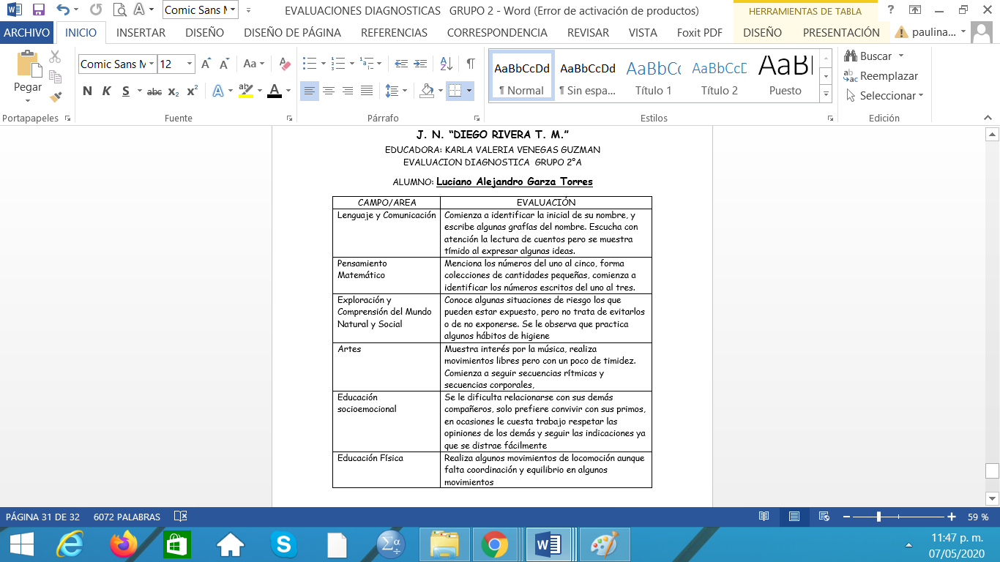 Comic Sans M
EVALUACIONES DIAGNOSTICAS GRUPO 2 - Word (Error de activación de productos)
HERRAMIENTAS DE TABLA
?
ARCHIVO INICIO INSERTAR DISEÑO DISEÑO DE PÁGINA REFERENCIAS CORRESPONDENCIA REVISAR VISTA Foxit PDF DISEÑO PRESENTACIÓN paulina...
Pegar
Portapapeles
Comic Sans M 12 A A Aa
N K S abc x₂ x² A ab A
Fuente
Párrafo
AaBbCcDd AaBbCcDd AaBbCc AaBbCcD AaBl
¶ Normal ¶ Sin espa... Título 1 Título 2 Puesto
Estilos
Buscar
Reemplazar
Seleccionar
Edición
J. N. “DIEGO RIVERA T. M.”
EDUCADORA: KARLA VALERIA VENEGAS GUZMAN
EVALUACION DIAGNOSTICA GRUPO 2°A
ALUMNO: Luciano Alejandro Garza Torres
CAMPO/AREA EVALUACIÓN
Lenguaje y Comunicación
Comienza a identificar la inicial de su nombre, y
escribe algunas grafías del nombre. Escucha con
atención la lectura de cuentos pero se muestra
tímido al expresar algunas ideas.
Pensamiento
Matemático
Menciona los números del uno al cinco, forma
colecciones de cantidades pequeñas, comienza a
identificar los números escritos del uno al tres.
Exploración y
Comprensión del Mundo
Natural y Social
Conoce algunas situaciones de riesgo los que
pueden estar expuesto, pero no trata de evitarlos
o de no exponerse. Se le observa que practica
algunos hábitos de higiene
Artes
Muestra interés por la música, realiza
movimientos libres pero con un poco de timidez.
Comienza a seguir secuencias rítmicas y
secuencias corporales,
Educación
socioemocional
Se le dificulta relacionarse con sus demás
compañeros, solo prefiere convivir con sus primos,
en ocasiones le cuesta trabajo respetar las
opiniones de los demás y seguir las indicaciones ya
que se distrae fácilmente
Educación Física
Realiza algunos movimientos de locomoción aunque
falta coordinación y equilibrio en algunos
movimientos
PÁGINA 31 DE 32 6072 PALABRAS 59 %
11:47 p. m.
07/05/2020